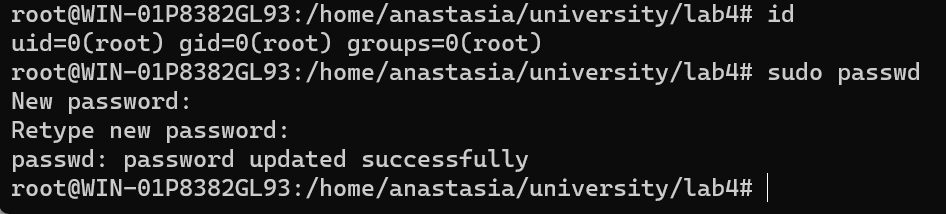 root@WIN-01P8382GL93:/home/anastasia/university/lab4# id
uid=0(root) gid=0(root) groups=0(root)
root@WIN-01P8382GL93:/home/anastasia/university/lab4# sudo passwd
New password:
Retype new password:
passwd: password updated successfully
root@WIN-01P8382GL93:/home/anastasia/university/lab4#